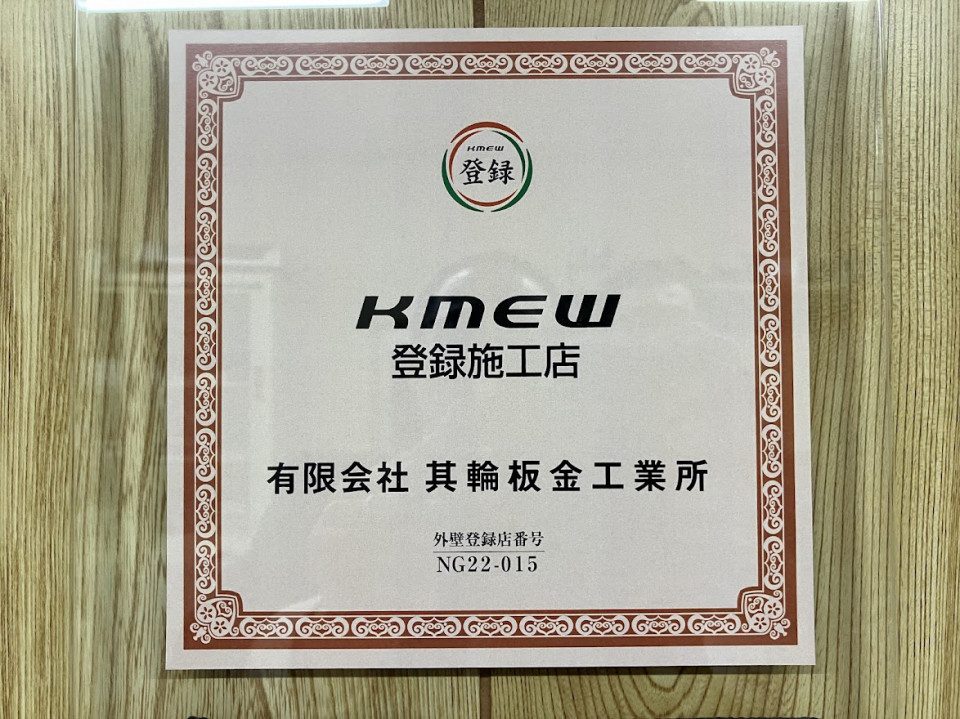 KMEW
登録
KMEW
登録施工店
有限会社 其輪板金工業所
外壁登録店番号
NG22-015